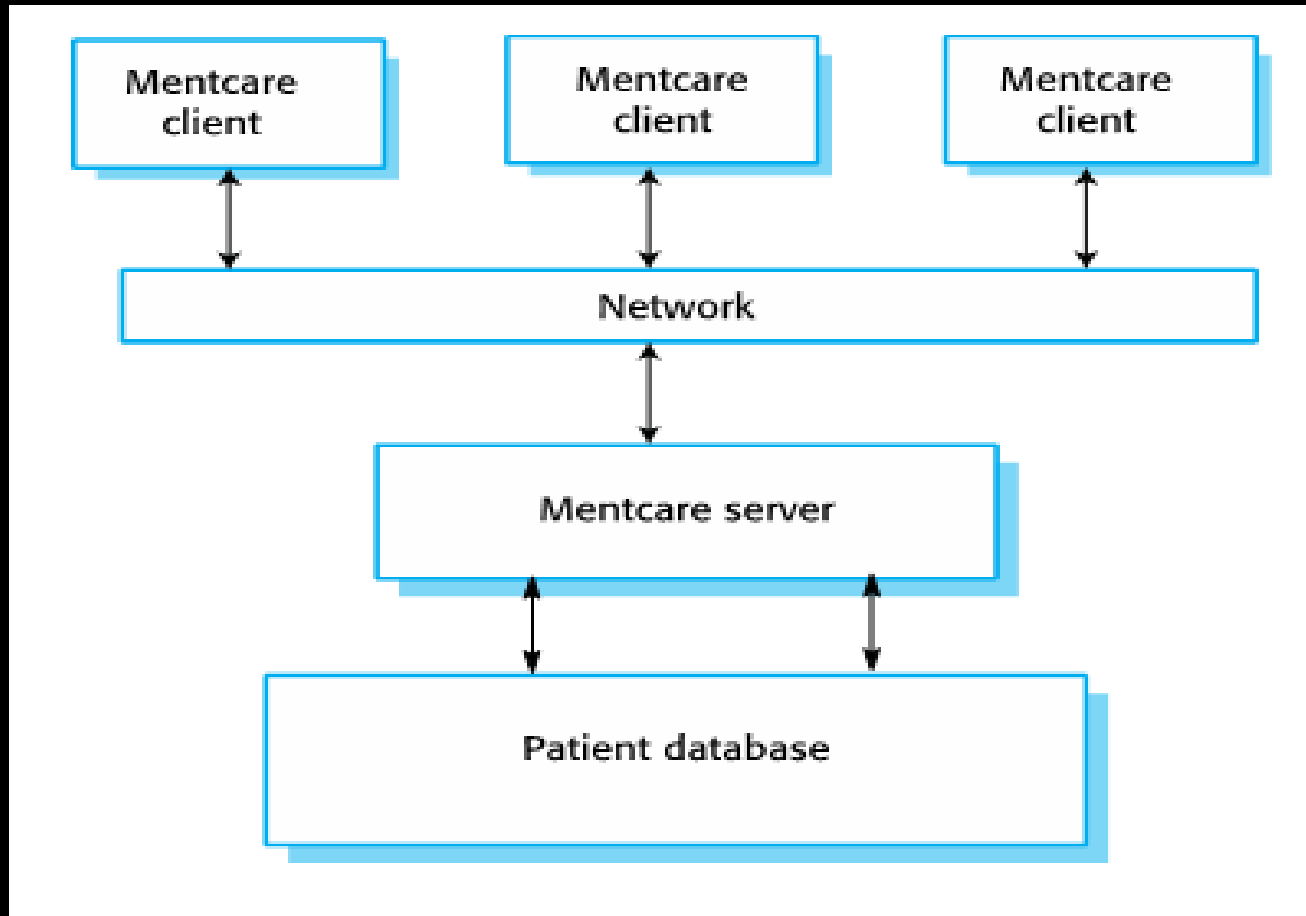 Mentcare
client
Mentcare
client
Mentcare
client
Network
Mentcare server
Patient database